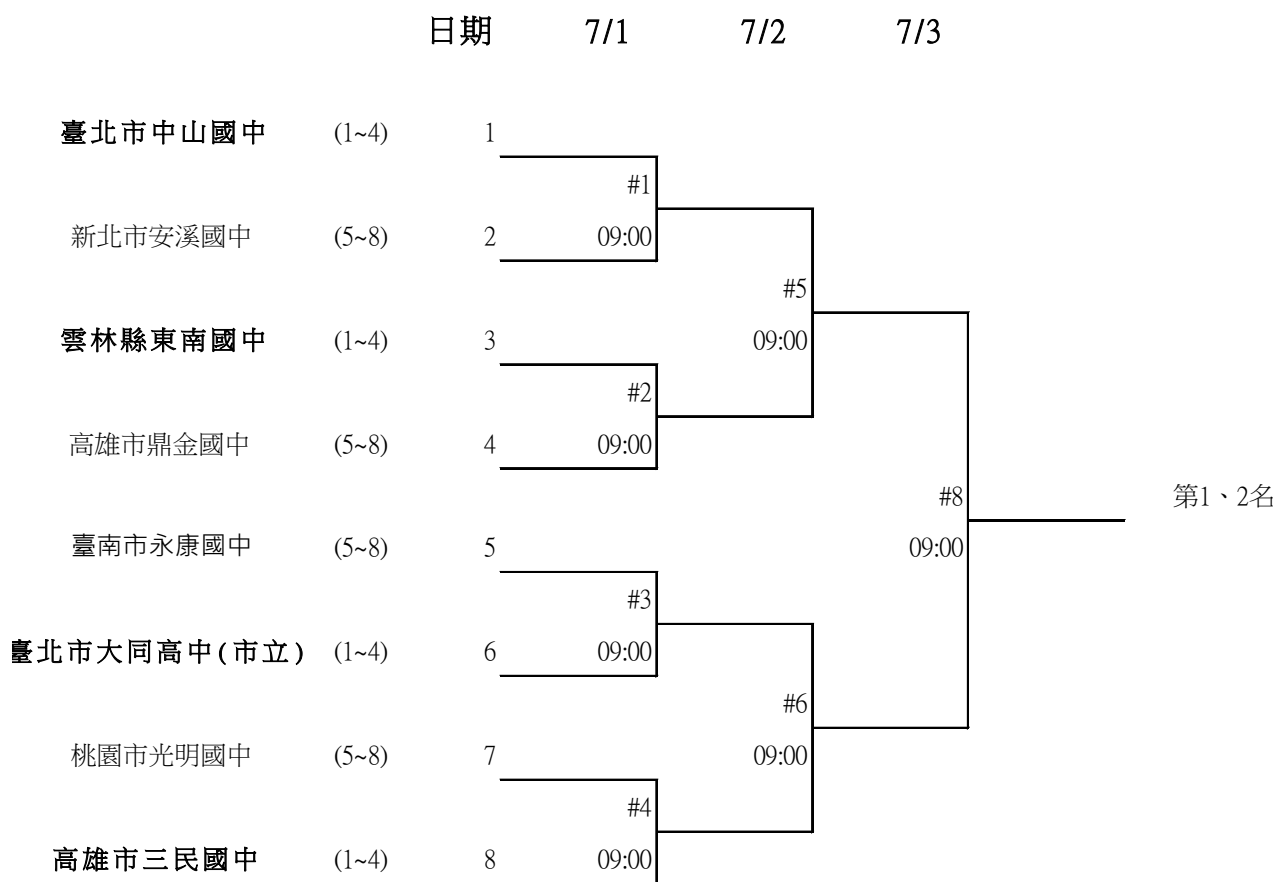 日期 7/1 7/2 7/3
臺北市中山國中 (1~4) 1
#1
新北市安溪國中 (5~8) 2 09:00
#5
雲林縣東南國中 (1~4) 3 09:00
#2
高雄市鼎金國中 (5~8) 4 09:00
#8 第1、2名
臺南市永康國中 (5~8) 5 09:00
#3
臺北市大同高中(市立) (1~4) 6 09:00
#6
桃園市光明國中 (5~8) 7 09:00
#4
高雄市三民國中 (1~4) 8 09:00